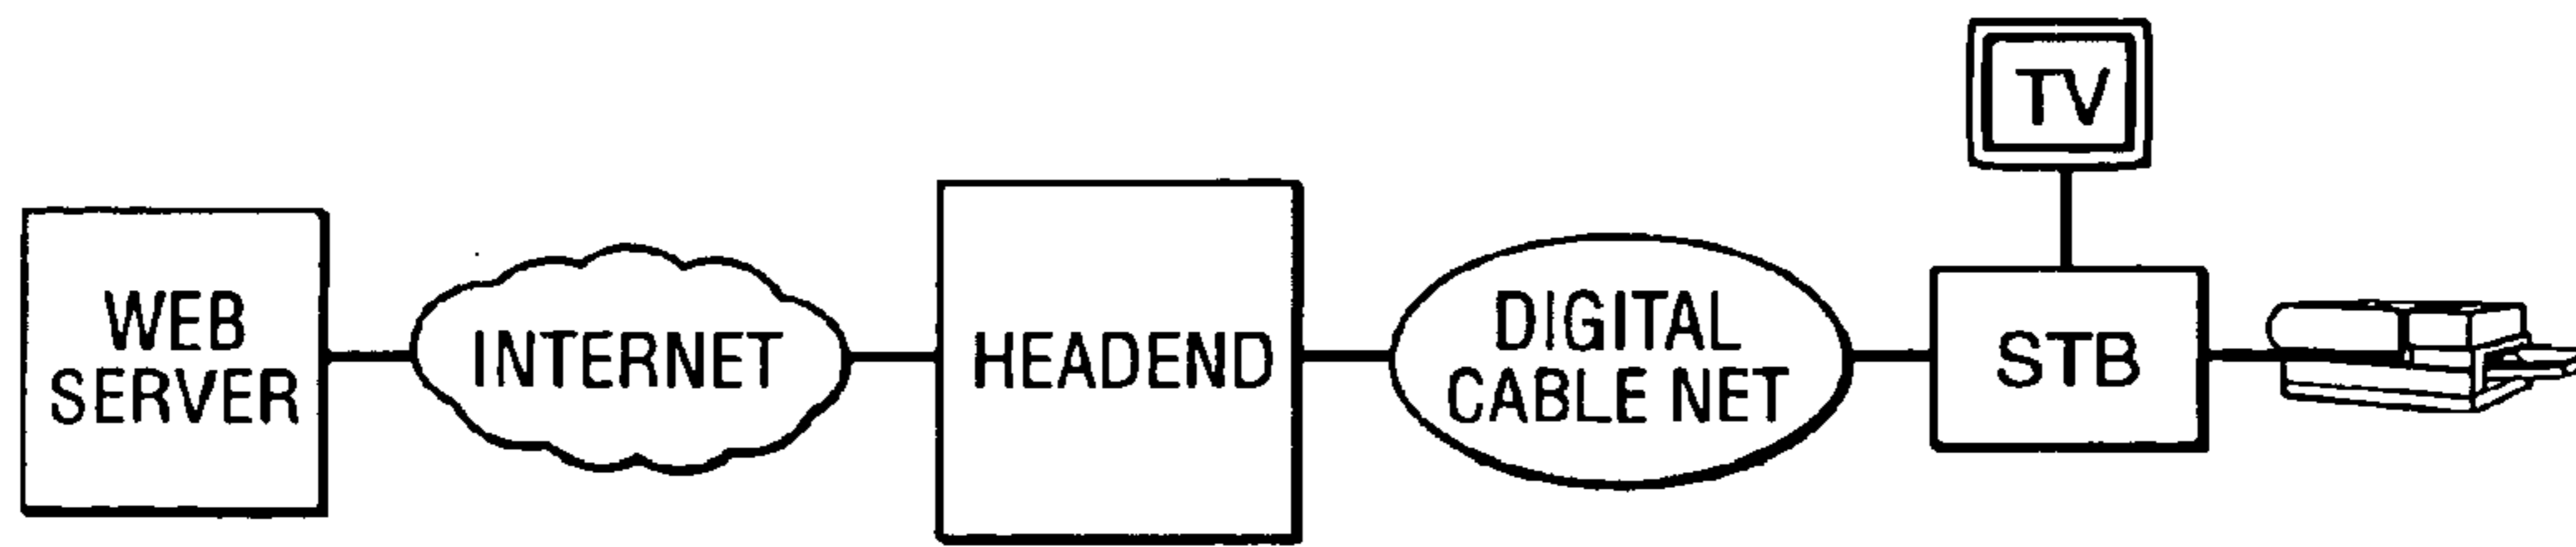 WEB
SERVER
INTERNET
HEADEND
DIGITAL
CABLE NET
TV
STB